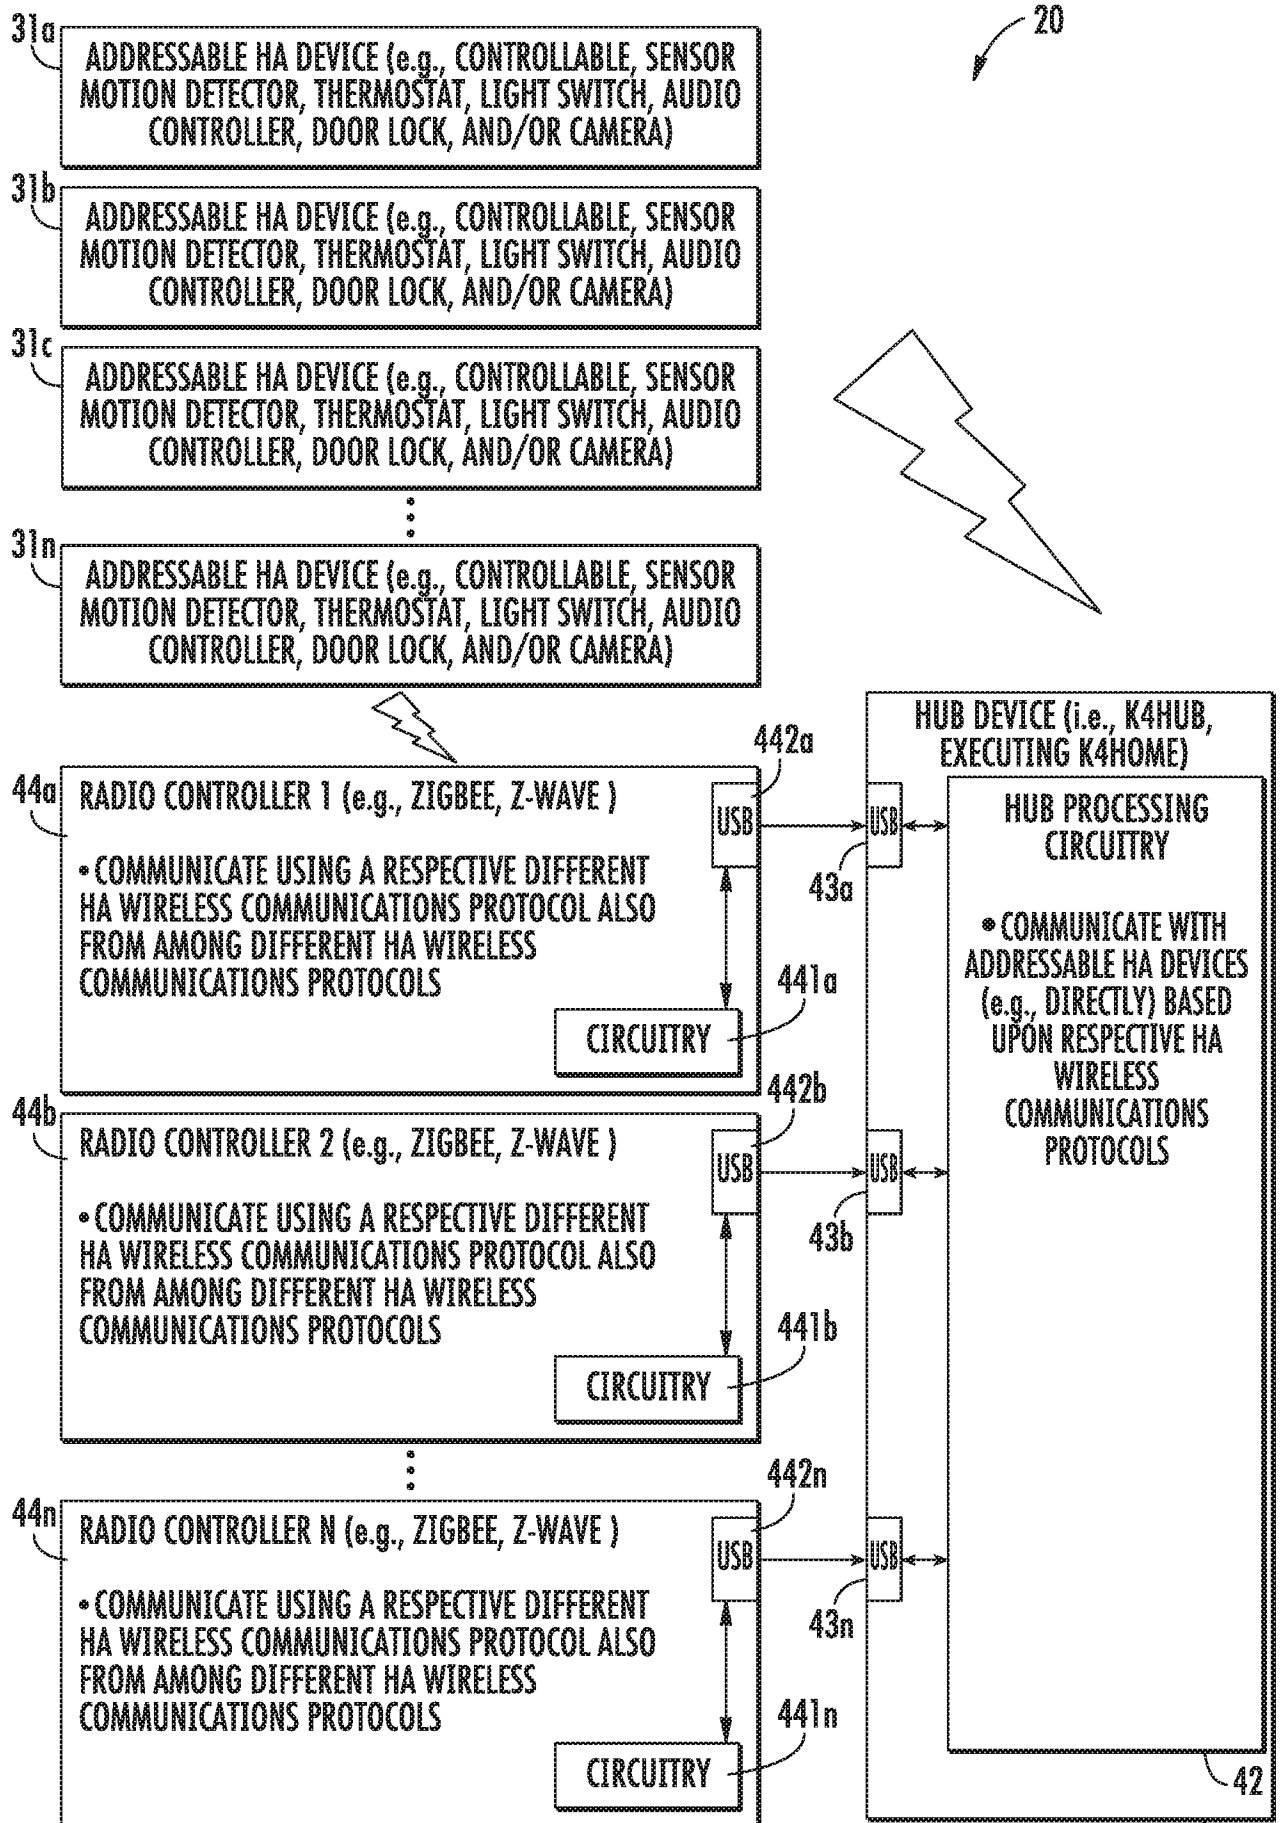 20
31a
ADDRESSABLE HA DEVICE (e.g., CONTROLLABLE, SENSOR
MOTION DETECTOR, THERMOSTAT, LIGHT SWITCH, AUDIO
CONTROLLER, DOOR LOCK, AND/OR CAMERA)
31b
ADDRESSABLE HA DEVICE (e.g., CONTROLLABLE, SENSOR
MOTION DETECTOR, THERMOSTAT, LIGHT SWITCH, AUDIO
CONTROLLER, DOOR LOCK, AND/OR CAMERA)
31c
ADDRESSABLE HA DEVICE (e.g., CONTROLLABLE, SENSOR
MOTION DETECTOR, THERMOSTAT, LIGHT SWITCH, AUDIO
CONTROLLER, DOOR LOCK, AND/OR CAMERA)
31n
ADDRESSABLE HA DEVICE (e.g., CONTROLLABLE, SENSOR
MOTION DETECTOR, THERMOSTAT, LIGHT SWITCH, AUDIO
CONTROLLER, DOOR LOCK, AND/OR CAMERA)
44a
RADIO CONTROLLER 1 (e.g., ZIGBEE, Z-WAVE )
• COMMUNICATE USING A RESPECTIVE DIFFERENT
HA WIRELESS COMMUNICATIONS PROTOCOL ALSO
FROM AMONG DIFFERENT HA WIRELESS
COMMUNICATIONS PROTOCOLS
442a
USB
441a
CIRCUITRY
44b
RADIO CONTROLLER 2 (e.g., ZIGBEE, Z-WAVE )
• COMMUNICATE USING A RESPECTIVE DIFFERENT
HA WIRELESS COMMUNICATIONS PROTOCOL ALSO
FROM AMONG DIFFERENT HA WIRELESS
COMMUNICATIONS PROTOCOLS
442b
USB
441b
CIRCUITRY
44n
RADIO CONTROLLER N (e.g., ZIGBEE, Z-WAVE )
• COMMUNICATE USING A RESPECTIVE DIFFERENT
HA WIRELESS COMMUNICATIONS PROTOCOL ALSO
FROM AMONG DIFFERENT HA WIRELESS
COMMUNICATIONS PROTOCOLS
442n
USB
441n
CIRCUITRY
HUB DEVICE (i.e., K4HUB,
EXECUTING K4HOME)
USB
43a
USB
43b
USB
43n
HUB PROCESSING
CIRCUITRY
• COMMUNICATE WITH
ADDRESSABLE HA DEVICES
(e.g., DIRECTLY) BASED
UPON RESPECTIVE HA
WIRELESS
COMMUNICATIONS
PROTOCOLS
42